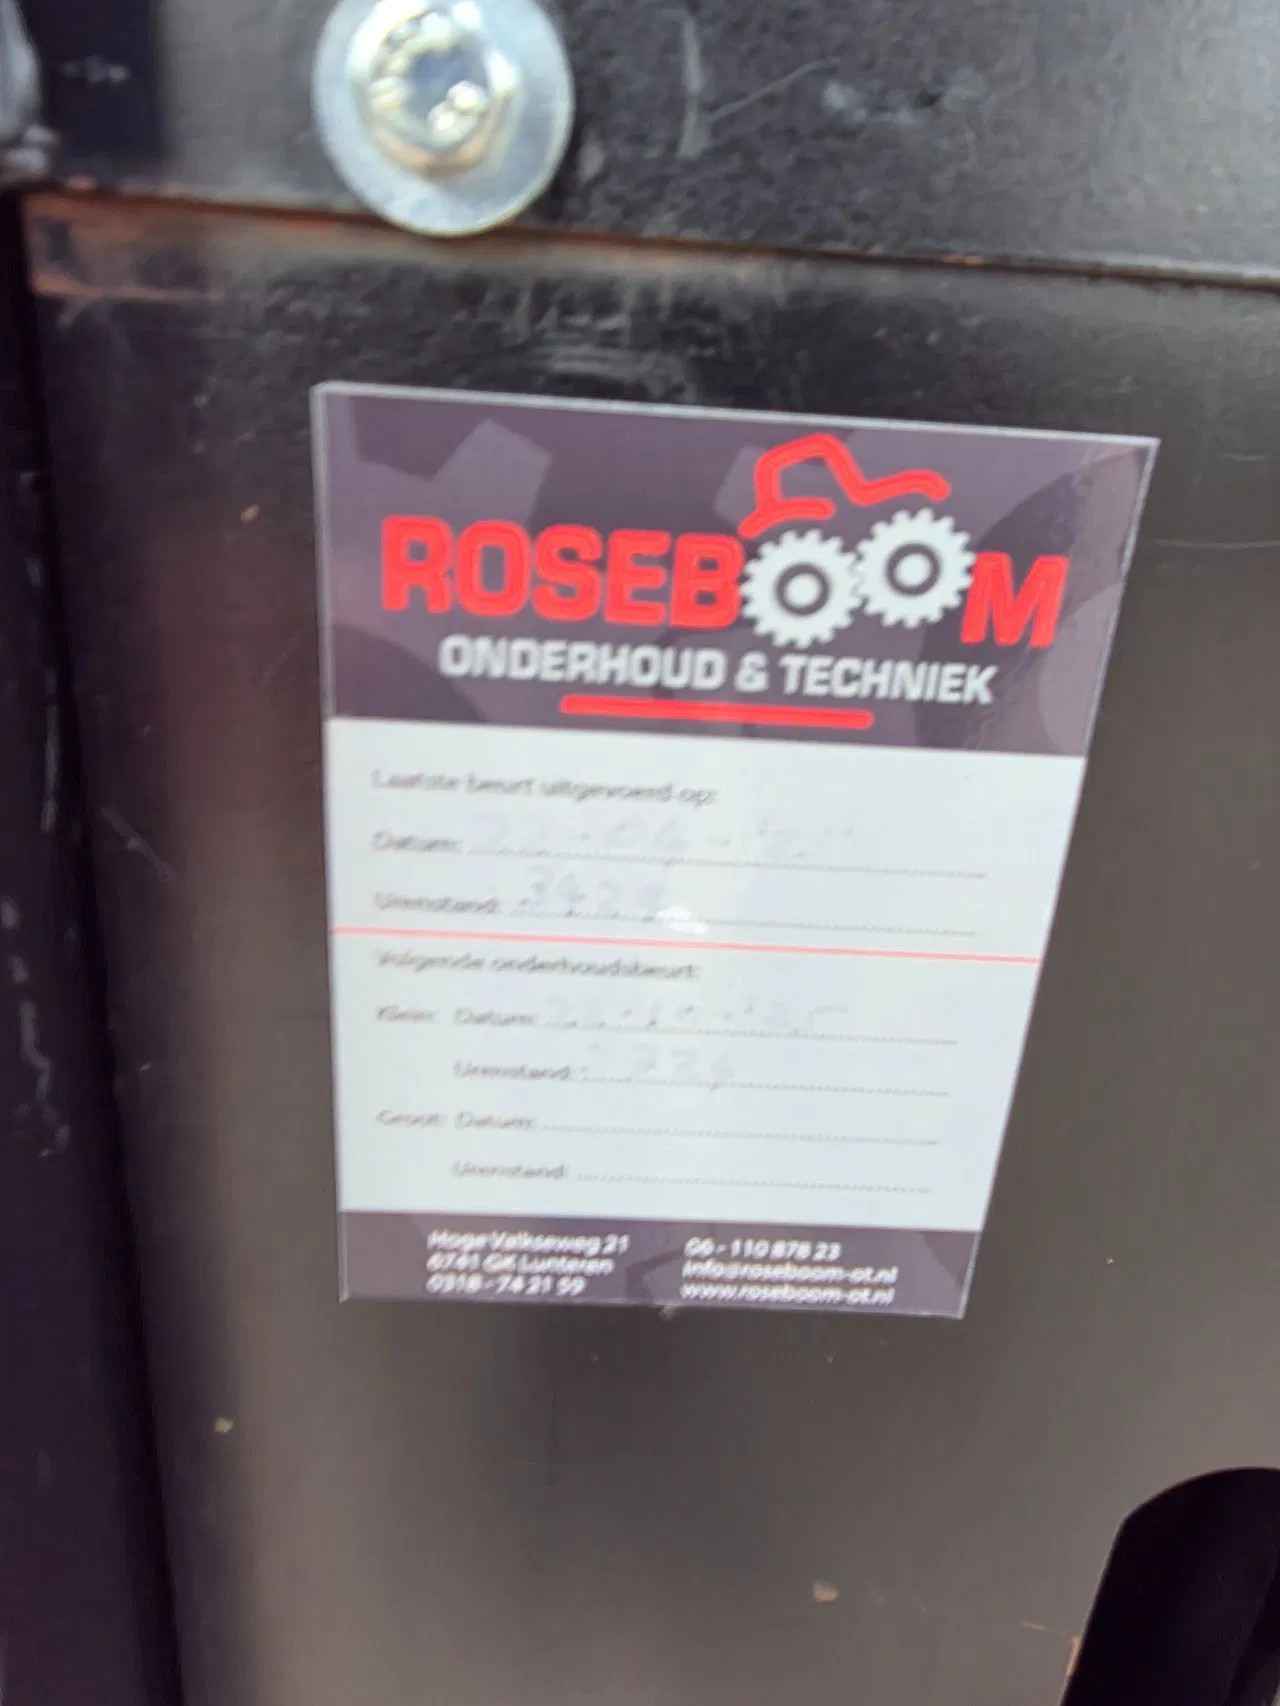 ROSEBOOM
ONDERHOUD & TECHNIEK
Laatste beurt uitgevoerd op:
Datum:
Urenstand:
Volgende onderhoudsbeurt:
Klein: Datum:
Urenstand:
Groot: Datum:
Urenstand:
Hoge Valkseweg 21
6741 Lunteren
0318 - 74 21 59
06 - 110 878 23
info@roseboom-ot.nl
www.roseboom-ot.nl